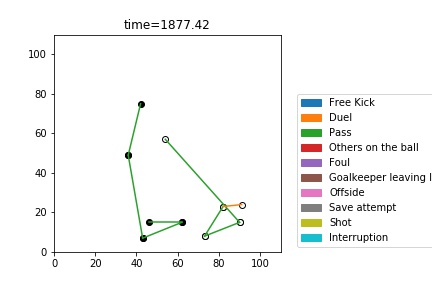 time=1877.42
100
80
60
40
20
0
0 20 40 60 80 100
Free Kick
Duel
Pass
Others on the ball
Foul
Goalkeeper leaving l
Offside
Save attempt
Shot
Interruption